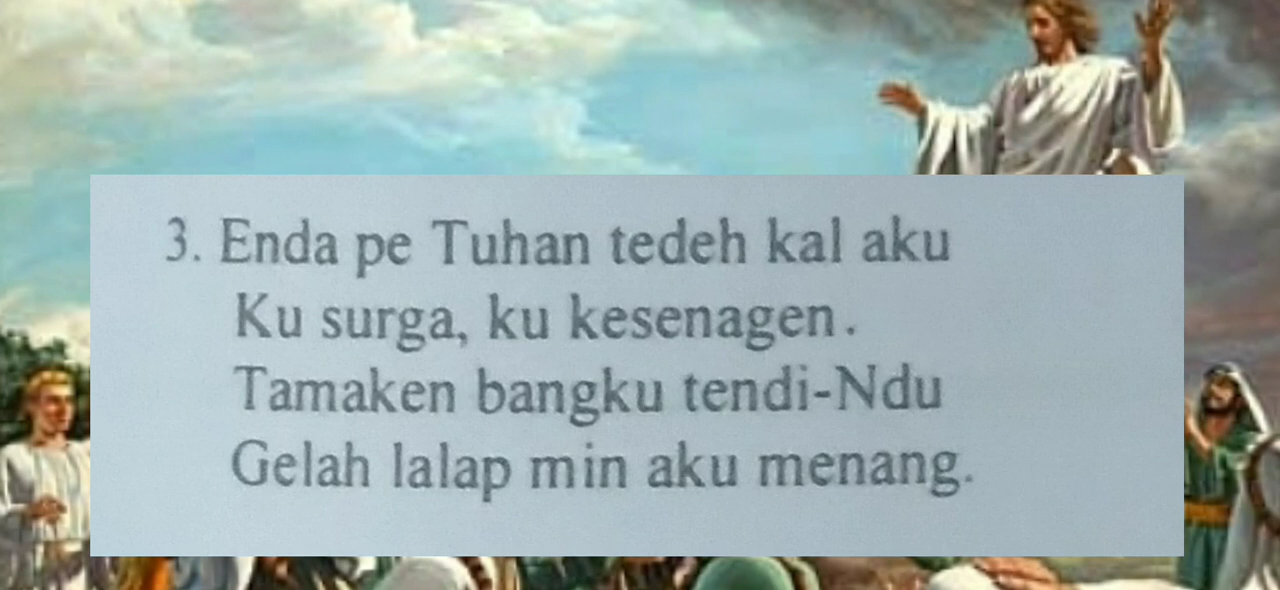 3. Enda pe Tuhan tedeh kal aku
Ku surga, ku kesenagen.
Tamaken bangku tendi-Ndu
Gelah lalap min aku menang.